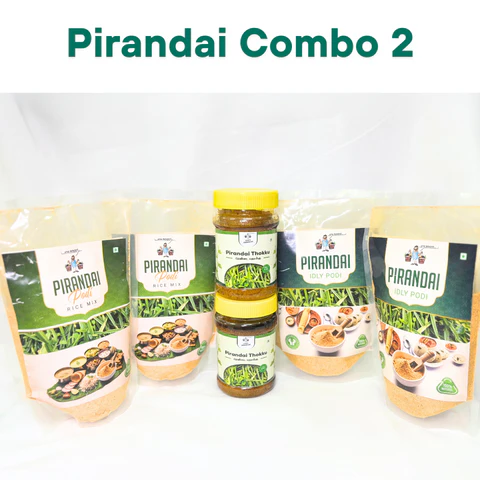 Pirandai Combo 2
PIRANDAI
Podi
RICE MIX
PIRANDAI
Podi
RICE MIX
Pirandai Thokku
Pirandai Thokku
PIRANDAI
IDLY PODI
PIRANDAI
IDLY PODI